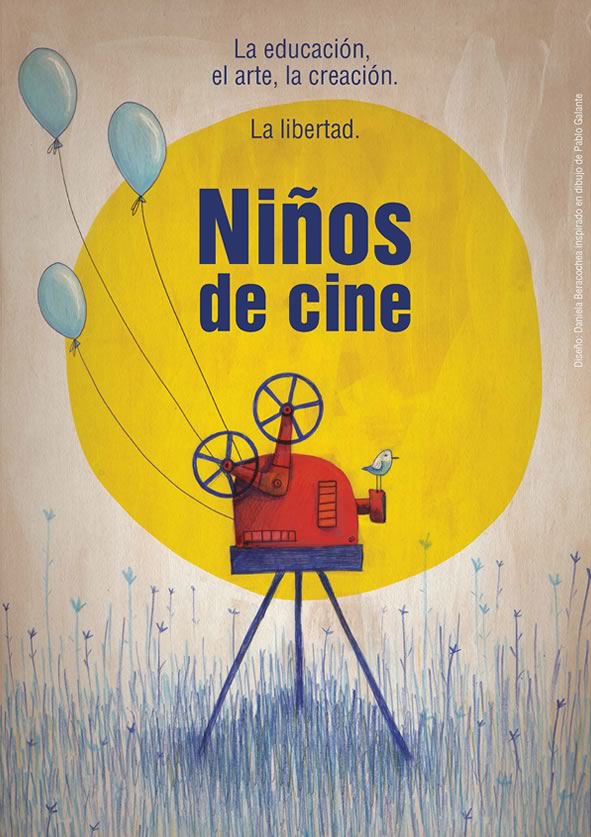 La educación,
el arte, la creación.
La libertad.
Niños
de cine
Diseño: Daniela Beracochea inspirado en dibujo de Pablo Galante